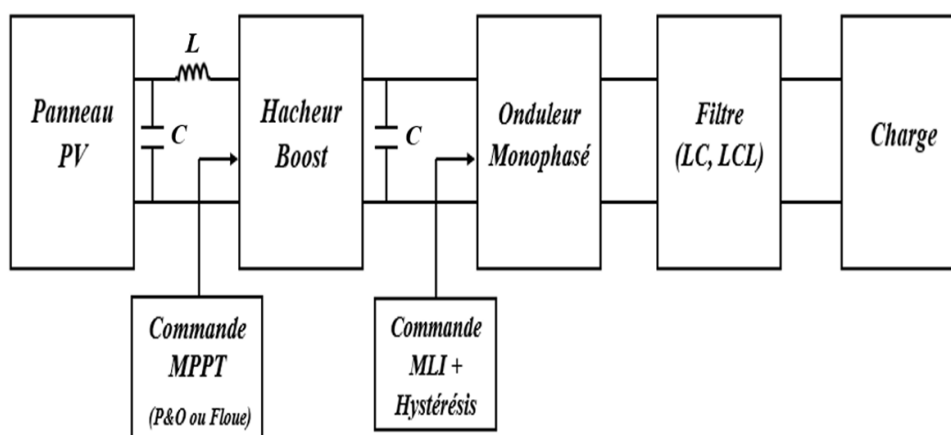 L
Panneau
PV
C
Hacheur
Boost
C
Onduleur
Monophasé
Filtre
(LC, LCL)
Charge
Commande
MPPT
(P&O ou Floue)
Commande
MLI +
Hystérésis